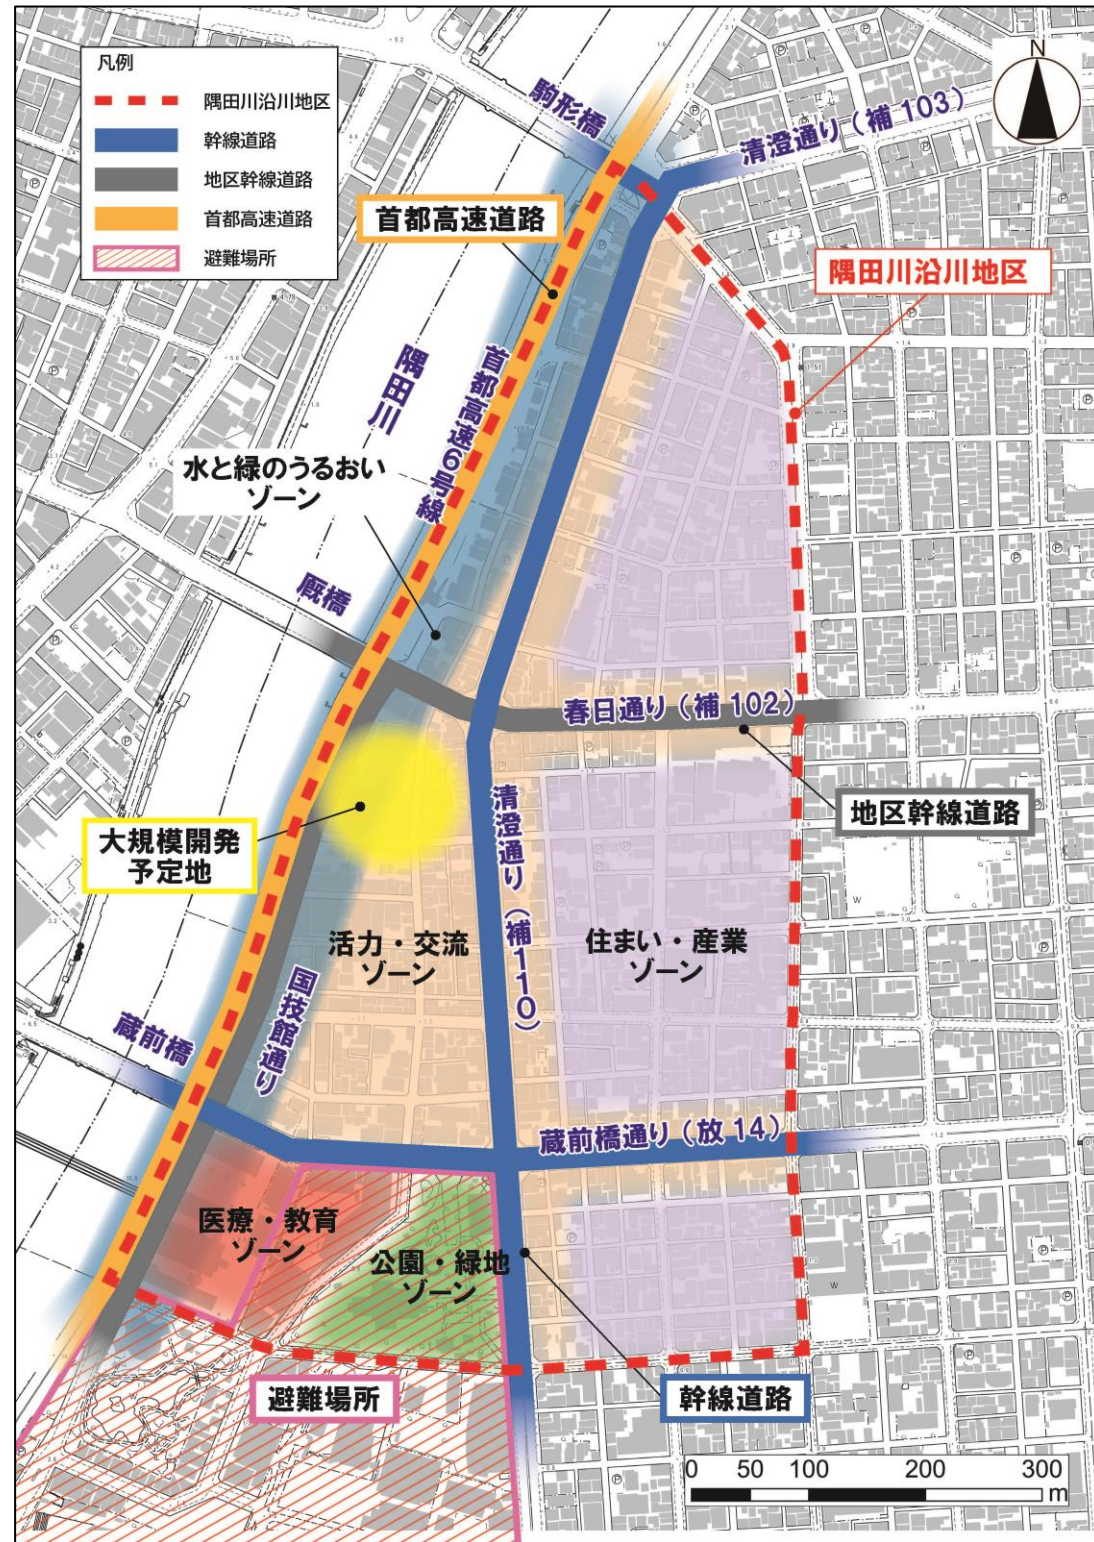 凡例
隅田川沿川地区
幹線道路
地区幹線道路
首都高速道路
避難場所
N
駒形橋
清澄通り（補103）
首都高速道路
隅田川沿川地区
隅田川
首都高速6号線
水と緑のうるおい
ゾーン
厩橋
春日通り（補102）
地区幹線道路
大規模開発
予定地
清澄通り（補110）
活力・交流
ゾーン
住まい・産業
ゾーン
国技館通り
蔵前橋
蔵前橋通り（放14）
医療・教育
ゾーン
公園・緑地
ゾーン
避難場所
幹線道路
0 50 100 200 300
m